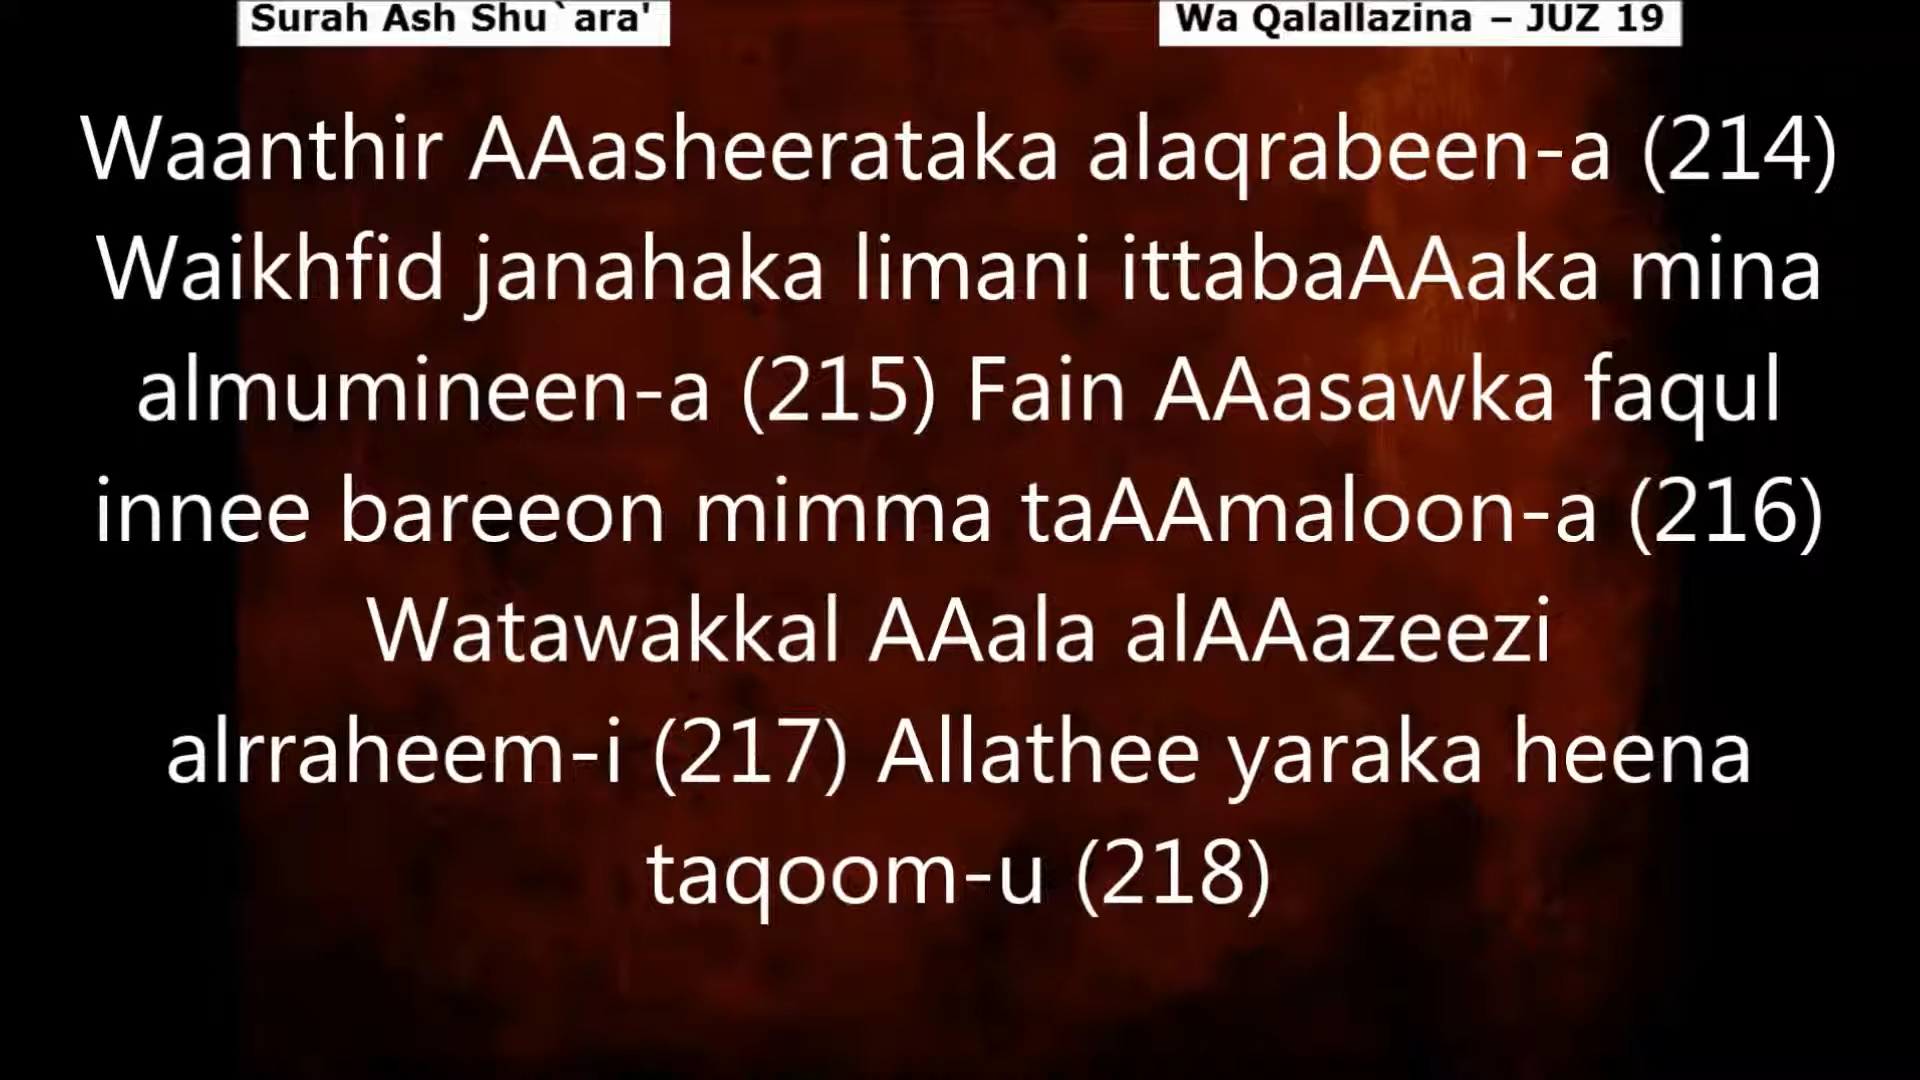 Surah Ash Shu`ara'
Wa Qalallazina – JUZ 19
Waanthir AAasheerataka alaqrabeen-a (214)
Waikhfid janahaka limani ittabaAAaka mina
almumineen-a (215) Fain AAasawka faqul
innee bareeon mimma taAAmaloon-a (216)
Watawakkal AAala alAAazeezi
alrraheem-i (217) Allathee yaraka heena
taqoom-u (218)